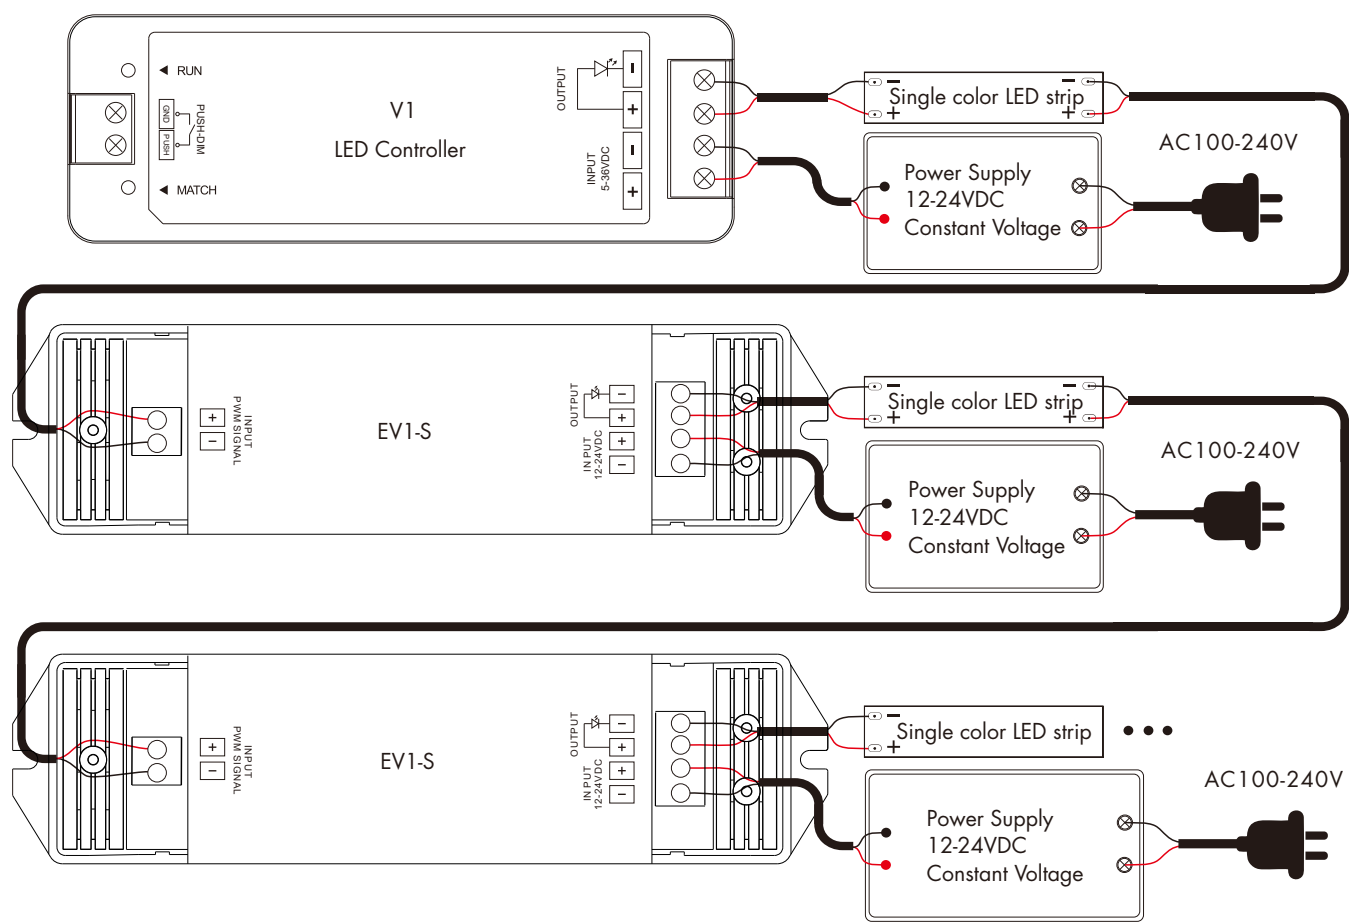 RUN
GND
PUSH
PUSH-DIM
MATCH
V1
LED Controller
OUTPUT
−
+
INPUT
5-36VDC
−
+
− −
Single color LED strip
+ +
Power Supply
12-24VDC
Constant Voltage
AC100-240V
+
−
INPUT
PWM SIGNAL
EV1-S
OUTPUT
−
+
INPUT
12-24VDC
+
−
− −
Single color LED strip
+ +
Power Supply
12-24VDC
Constant Voltage
AC100-240V
+
−
INPUT
PWM SIGNAL
EV1-S
OUTPUT
−
+
INPUT
12-24VDC
+
−
−
Single color LED strip
+
•••
Power Supply
12-24VDC
Constant Voltage
AC100-240V